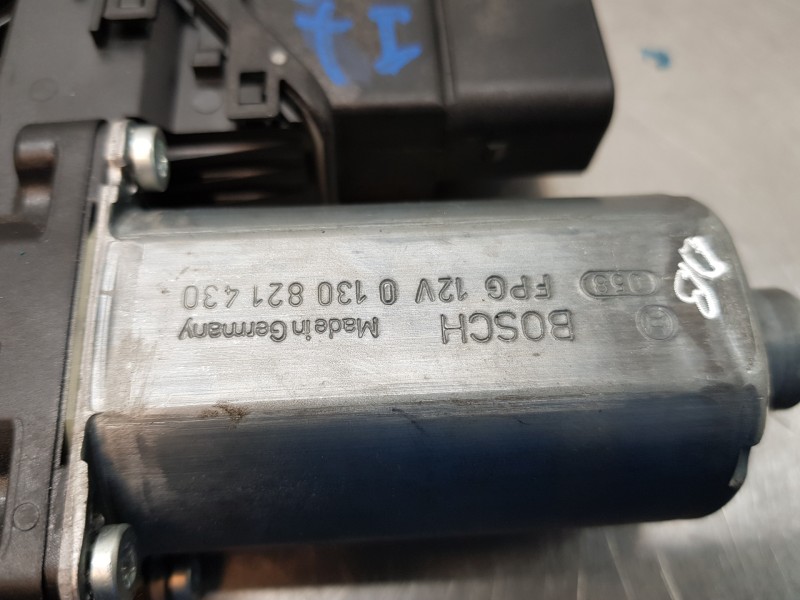 BOSCH
Made in Germany
FPG 12V 0 130 821 430